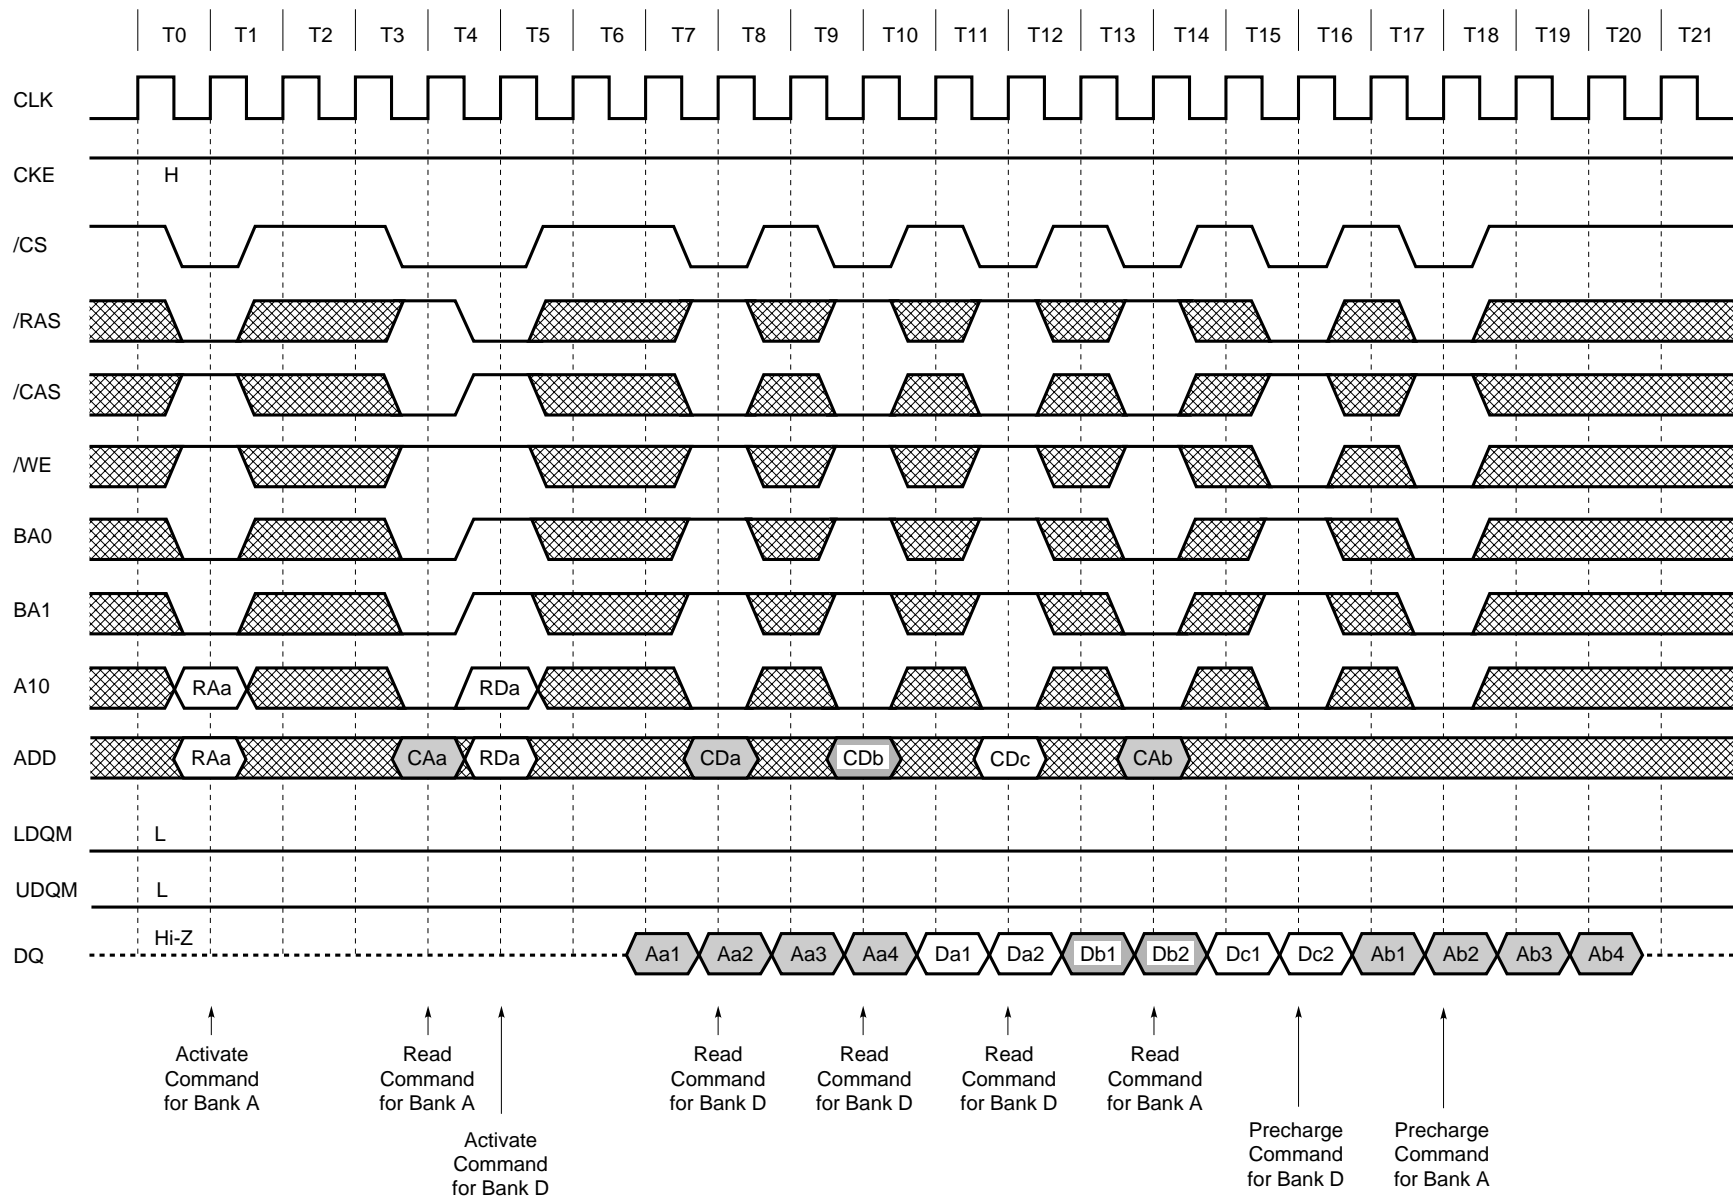 T0 T1 T2 T3 T4 T5 T6 T7 T8 T9 T10 T11 T12 T13 T14 T15 T16 T17 T18 T19 T20 T21
CLK
CKE H
/CS
/RAS
/CAS
/WE
BA0
BA1
A10 RAa RDa
ADD RAa CAa RDa CDa CDb CDc CAb
LDQM L
UDQM L
DQ Hi-Z Aa1 Aa2 Aa3 Aa4 Da1 Da2 Db1 Db2 Dc1 Dc2 Ab1 Ab2 Ab3 Ab4
Activate
Command
for Bank A
Read
Command
for Bank A
Activate
Command
for Bank D
Read
Command
for Bank D
Read
Command
for Bank D
Read
Command
for Bank D
Read
Command
for Bank A
Precharge
Command
for Bank D
Precharge
Command
for Bank A